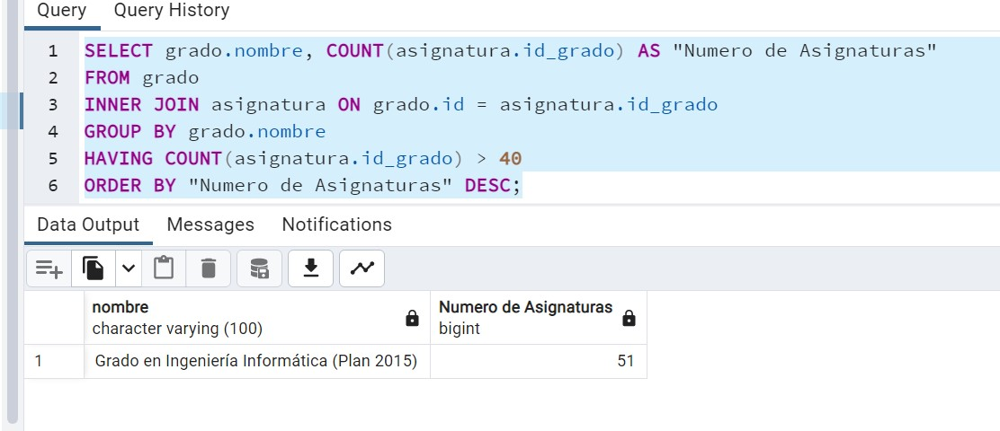 Query Query History
1 SELECT grado.nombre, COUNT(asignatura.id_grado) AS "Numero de Asignaturas"
2 FROM grado
3 INNER JOIN asignatura ON grado.id = asignatura.id_grado
4 GROUP BY grado.nombre
5 HAVING COUNT(asignatura.id_grado) > 40
6 ORDER BY "Numero de Asignaturas" DESC;
Data Output Messages Notifications
nombre Numero de Asignaturas
character varying (100) bigint
1 Grado en Ingeniería Informática (Plan 2015) 51